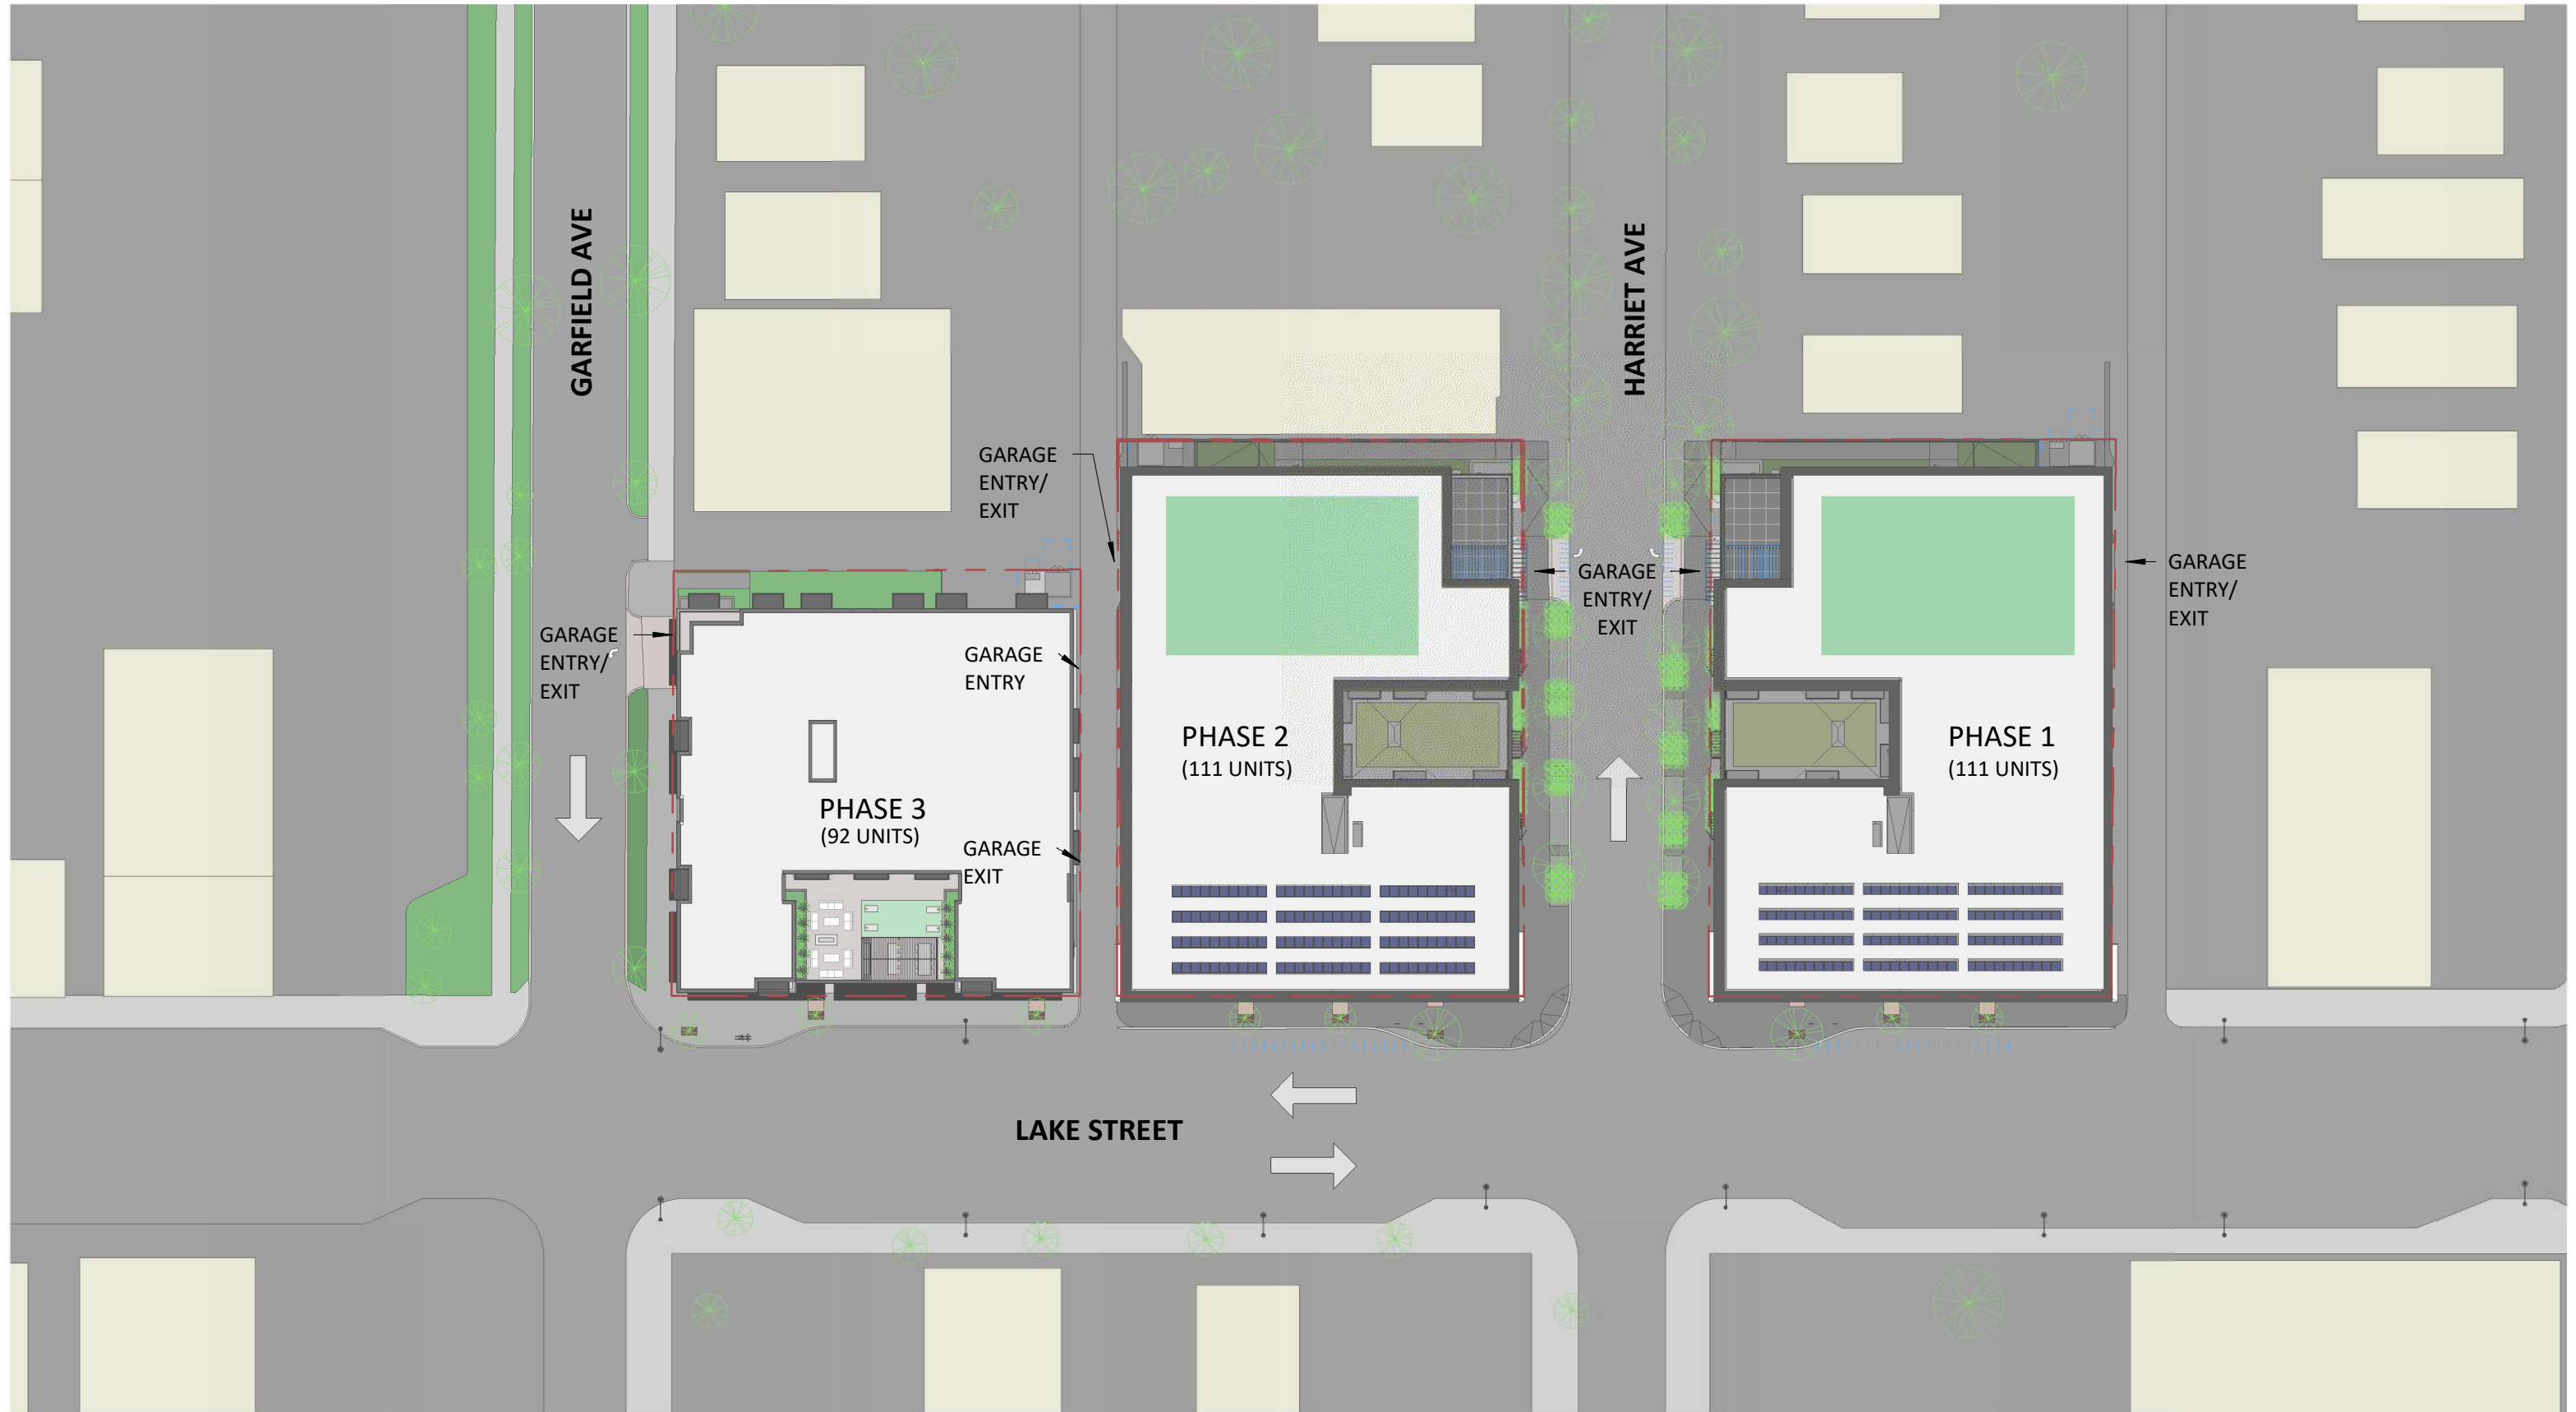 GARFIELD AVE
HARRIET AVE
GARAGE
ENTRY/
EXIT
GARAGE
ENTRY/
EXIT
GARAGE
ENTRY/
EXIT
GARAGE
ENTRY/
EXIT
GARAGE
ENTRY
PHASE 2
(111 UNITS)
PHASE 1
(111 UNITS)
PHASE 3
(92 UNITS)
GARAGE
EXIT
LAKE STREET